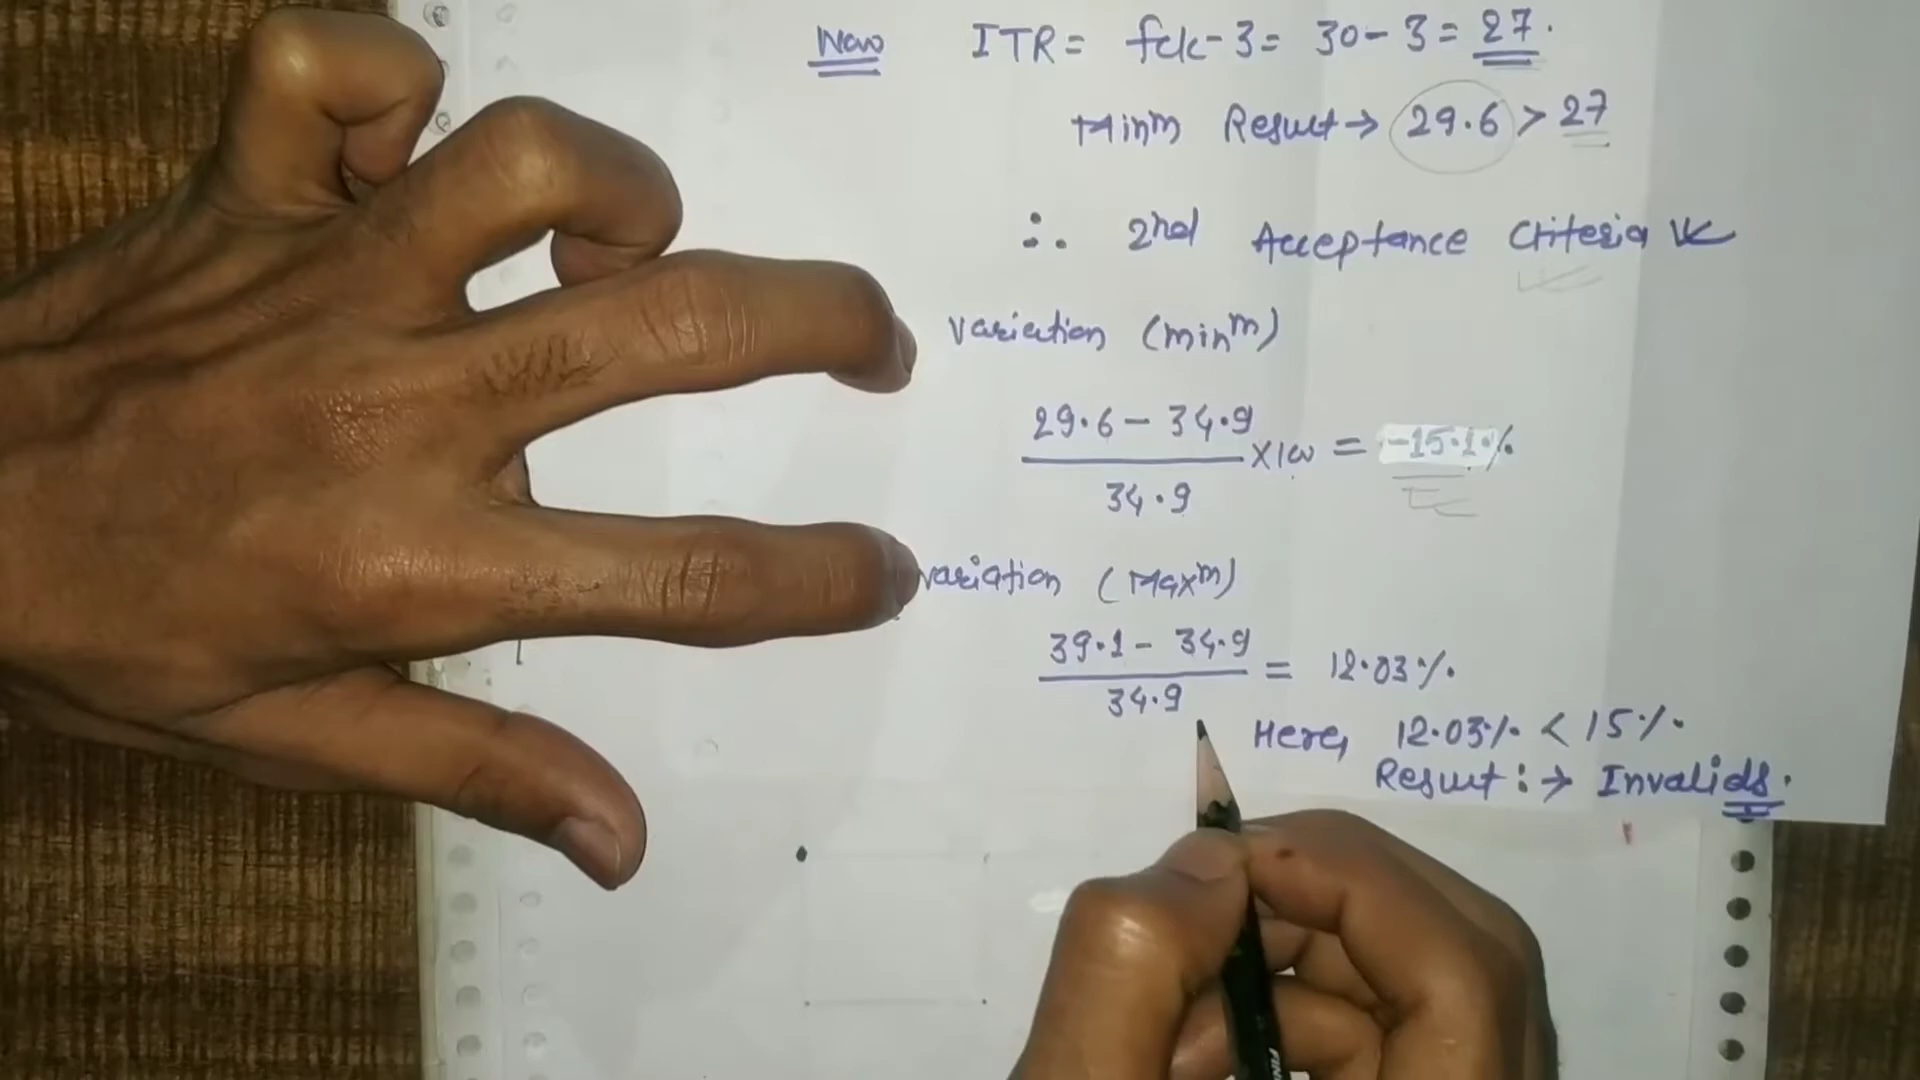 Now ITR = fck - 3 = 30 - 3 = 27.
Minm Result → 29.6 > 27
∴ 2nd Acceptance Criteria
Variation (minm)
29.6 - 34.9
34.9
X100 = -15.1%
variation (Maxm)
39.1 - 34.9
34.9
= 12.03%
Here, 12.03% < 15%
Result :→ Invalids.